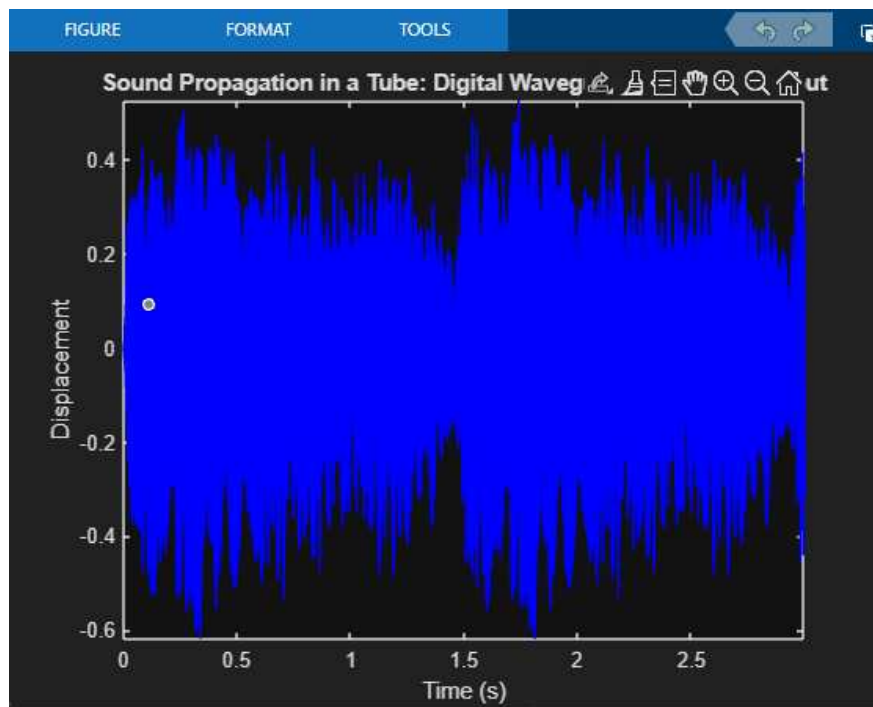 FIGURE FORMAT TOOLS
Sound Propagation in a Tube: Digital Waveg ut
0.4
0.2
0
-0.2
-0.4
-0.6
Displacement
0 0.5 1 1.5 2 2.5
Time (s)